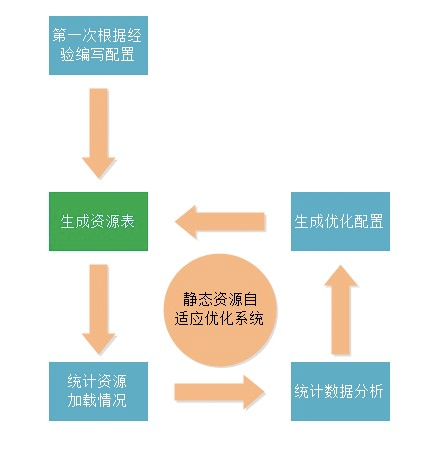 第一次根据经
验编写配置
生成资源表
生成优化配置
静态资源自
适应优化系统
统计资源
加载情况
统计数据分析